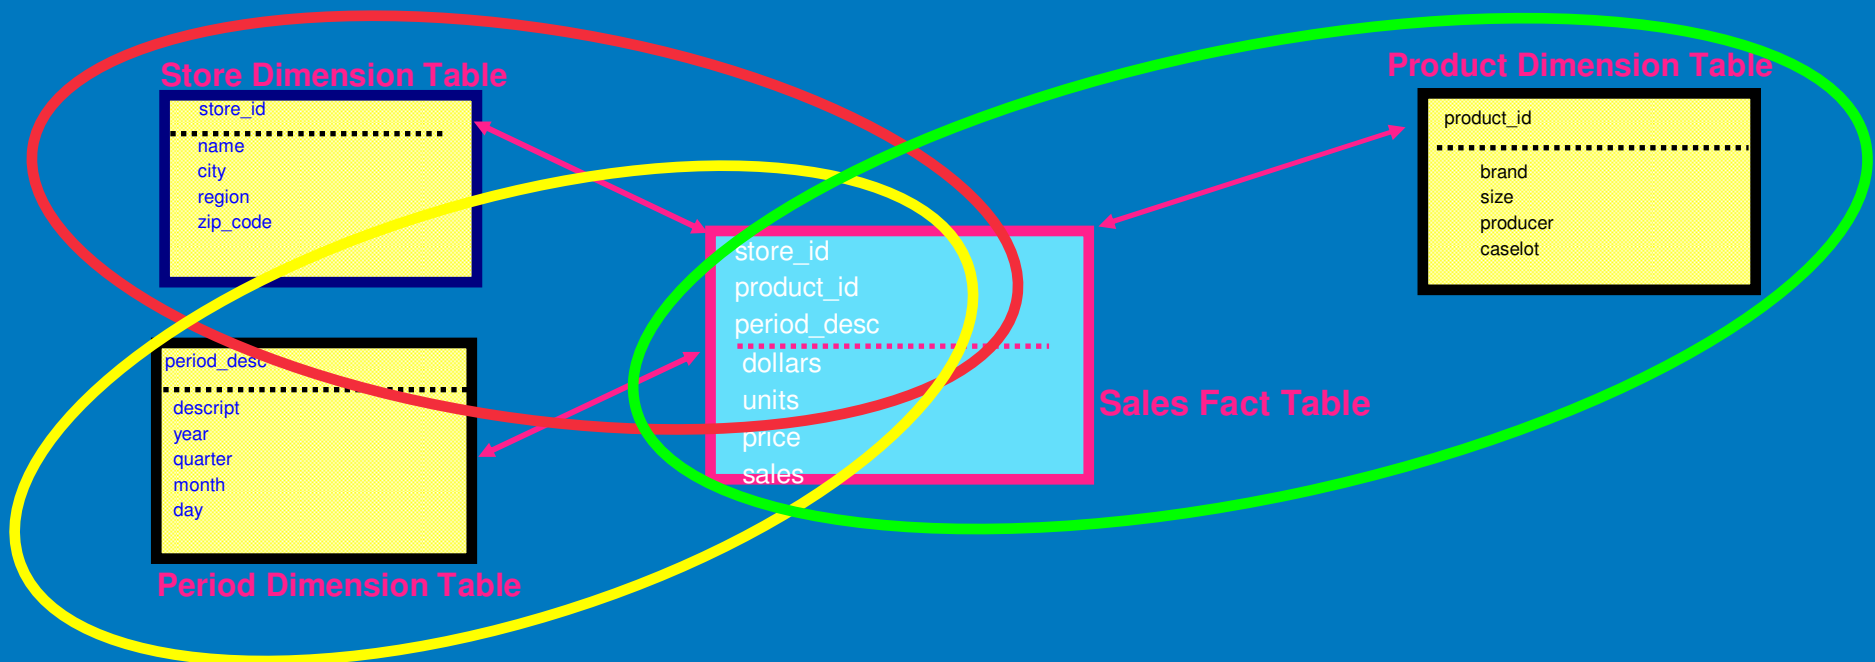 Store Dimension Table
store_id
name
city
region
zip_code
Product Dimension Table
product_id
brand
size
producer
caselot
store_id
product_id
period_desc
dollars
units
price
sales
Sales Fact Table
period_desc
descript
year
quarter
month
day
Period Dimension Table